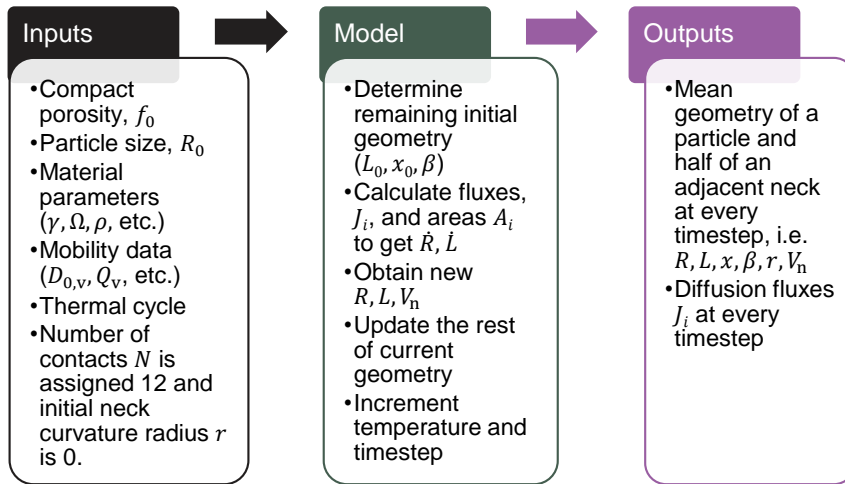 Inputs
•Compact
porosity, 𝑓₀
•Particle size, 𝑅₀
•Material
parameters
(𝛾, Ω, 𝜌, etc.)
•Mobility data
(𝐷₀,ᵥ, 𝑄ᵥ, etc.)
•Thermal cycle
•Number of
contacts 𝑁 is
assigned 12 and
initial neck
curvature radius 𝑟
is 0.
Model
•Determine
remaining initial
geometry
(𝐿₀, 𝑥₀, 𝛽)
•Calculate fluxes,
𝐽ᵢ, and areas 𝐴ᵢ
to get 𝑅̇, 𝐿̇
•Obtain new
𝑅, 𝐿, 𝑉ₙ
•Update the rest
of current
geometry
•Increment
temperature and
timestep
Outputs
•Mean
geometry of a
particle and
half of an
adjacent neck
at every
timestep, i.e.
𝑅, 𝐿, 𝑥, 𝛽, 𝑟, 𝑉ₙ
•Diffusion fluxes
𝐽ᵢ at every
timestep